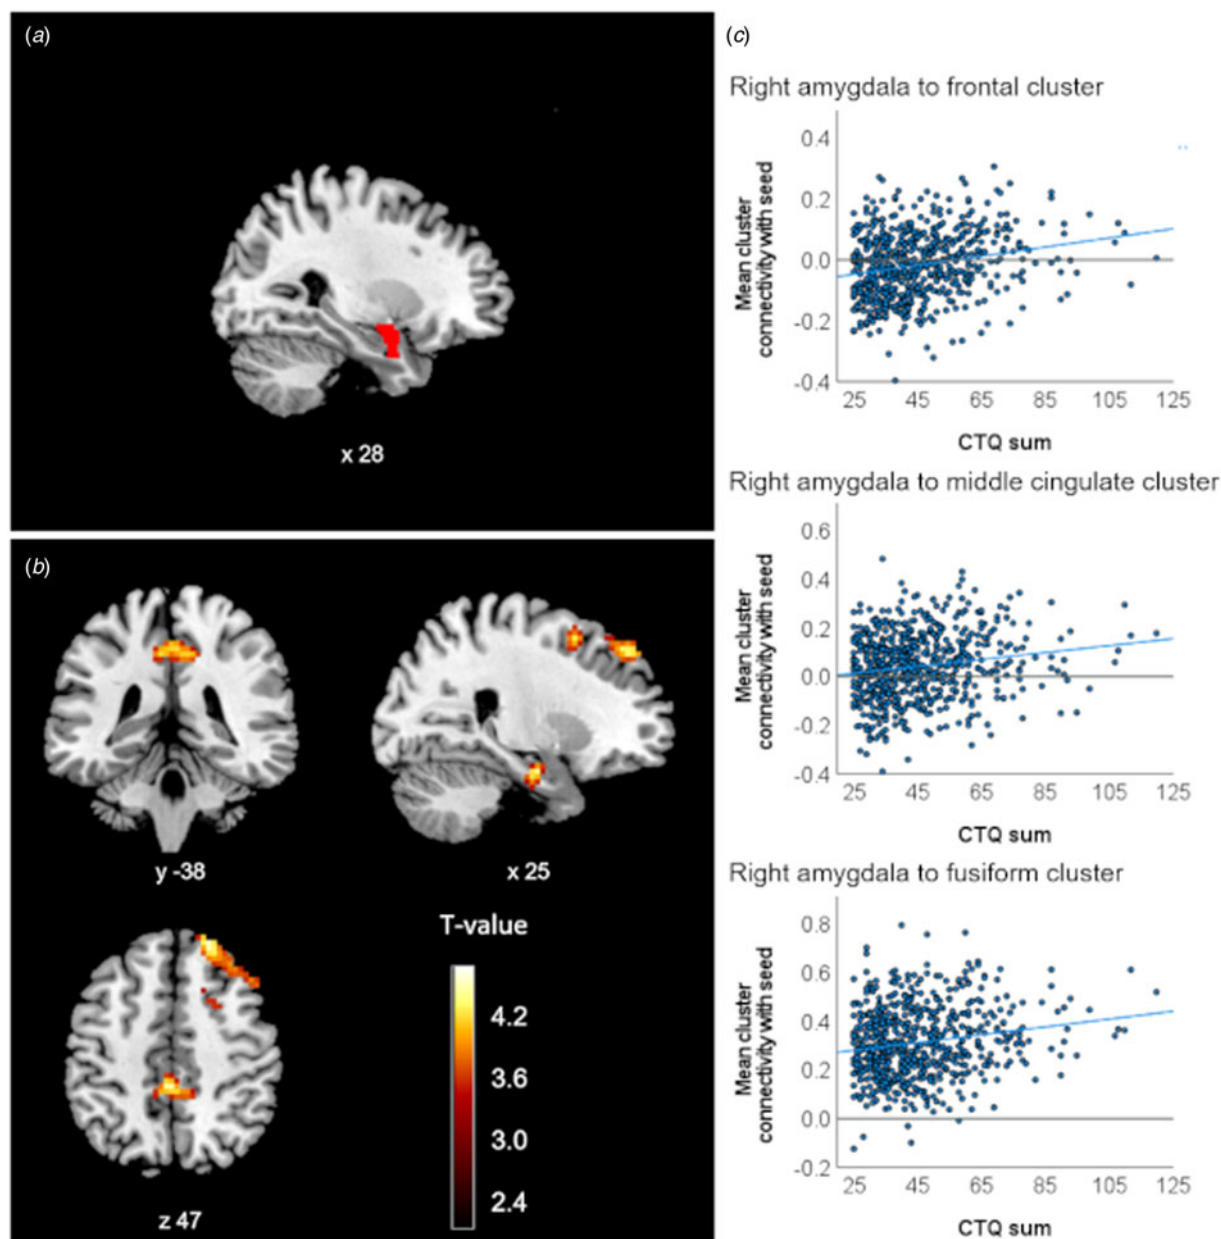 (a)
x 28
(b)
y -38
x 25
T-value
4.2
3.6
3.0
2.4
z 47
(c)
Right amygdala to frontal cluster
Mean cluster
connectivity with seed
0.4
0.2
0.0
-0.2
-0.4
25 45 65 85 105 125
CTQ sum
Right amygdala to middle cingulate cluster
Mean cluster
connectivity with seed
0.6
0.4
0.2
0.0
-0.2
-0.4
25 45 65 85 105 125
CTQ sum
Right amygdala to fusiform cluster
Mean cluster
connectivity with seed
0.8
0.6
0.4
0.2
0.0
-0.2
25 45 65 85 105 125
CTQ sum